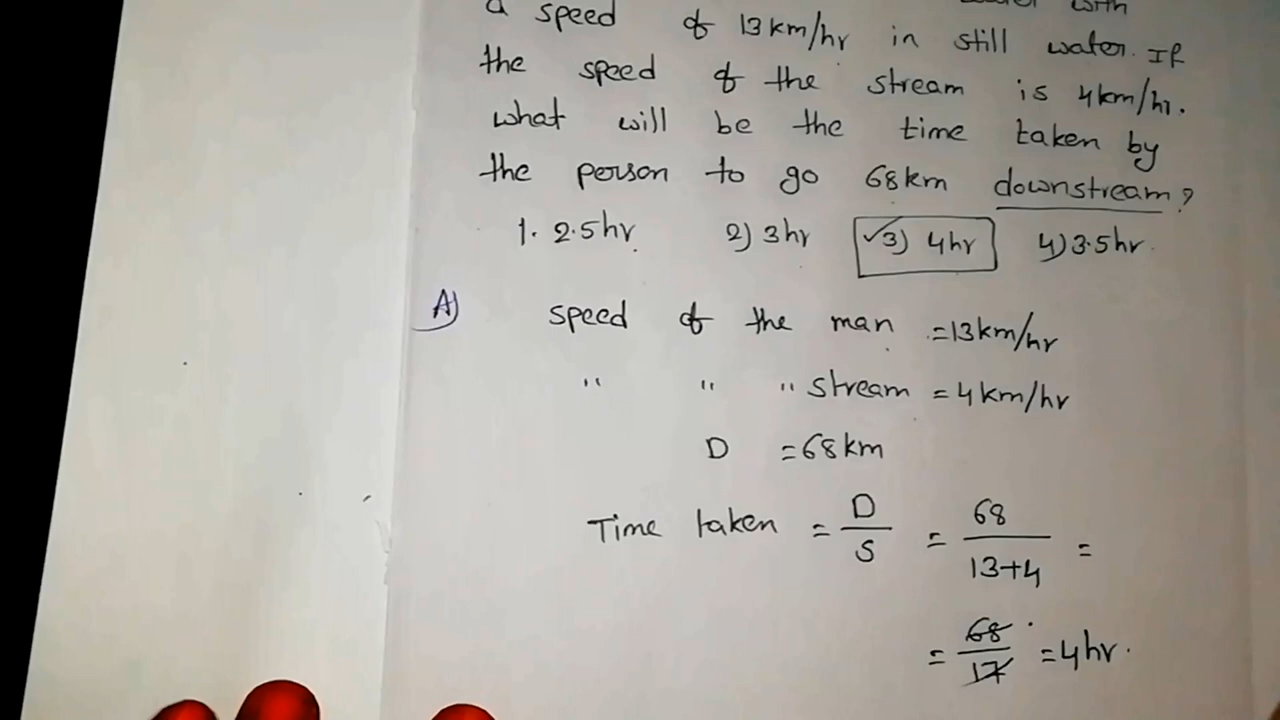 a speed of 13km/hr in still water. If
the speed of the stream is 4km/hr.
what will be the time taken by
the person to go 68km downstream?
1. 2.5hr. 2) 3hr ✓3) 4hr 4) 3.5hr.
A) speed of the man =13km/hr
" " " stream =4km/hr
D =68km
Time taken = D/S = 68/13+4 =
= 68/17 =4hr.